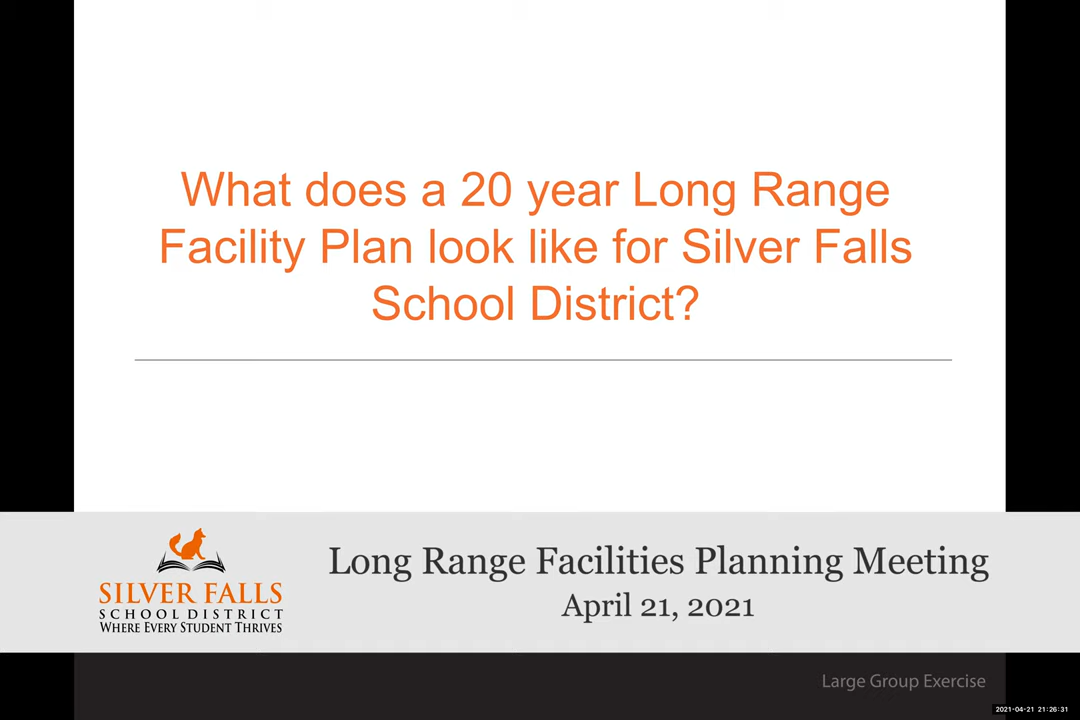 What does a 20 year Long Range
Facility Plan look like for Silver Falls
School District?
SILVER FALLS
SCHOOL DISTRICT
WHERE EVERY STUDENT THRIVES
Long Range Facilities Planning Meeting
April 21, 2021
Large Group Exercise
2021-04-21 21:26:31